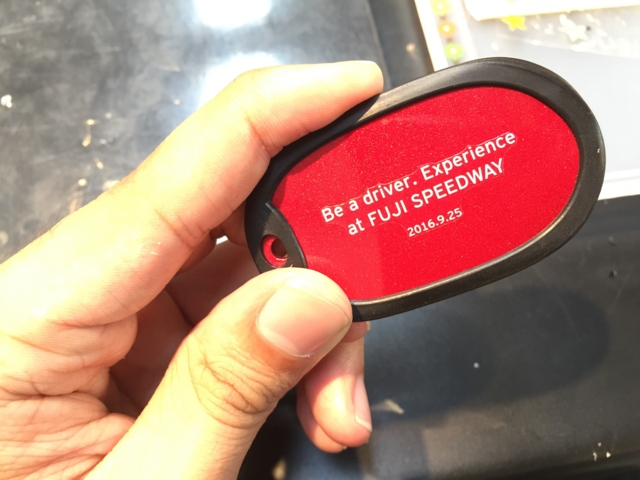 Be a driver. Experience
at FUJI SPEEDWAY
2016.9.25